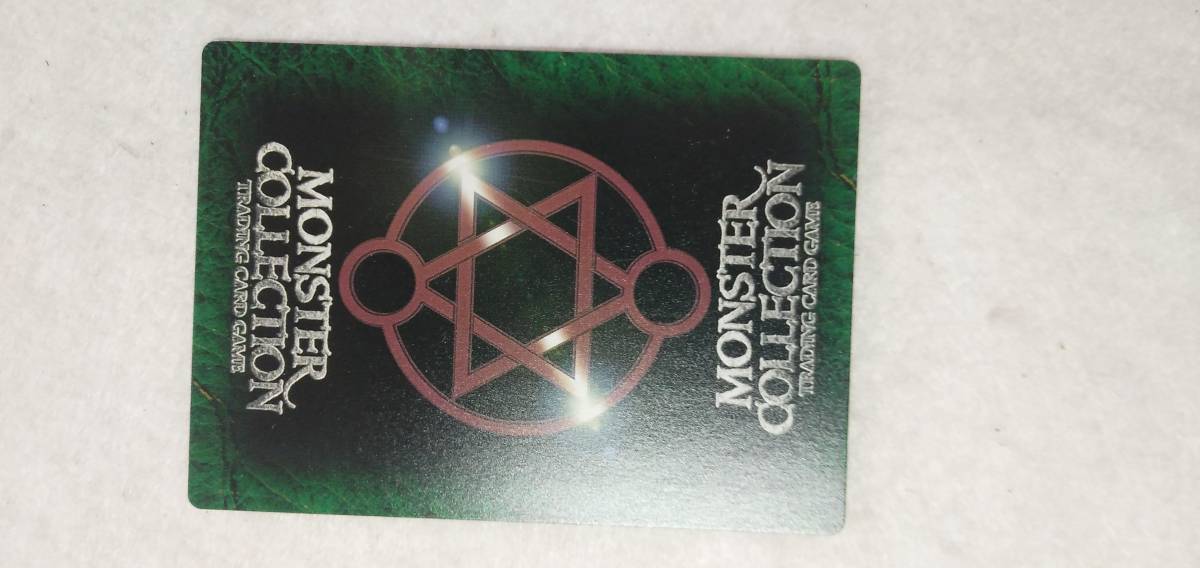 MONSTER
COLLECTION
TRADING CARD GAME
MONSTER
COLLECTION
TRADING CARD GAME